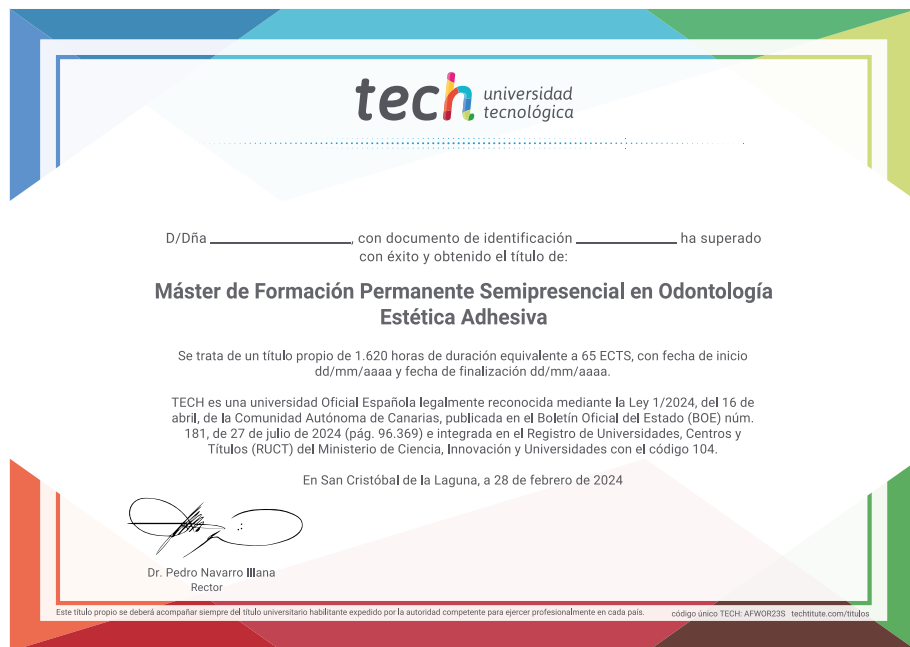 tech universidad
tecnológica
D/Dña ______________, con documento de identificación ____________ ha superado
con éxito y obtenido el título de:
Máster de Formación Permanente Semipresencial en Odontología
Estética Adhesiva
Se trata de un título propio de 1.620 horas de duración equivalente a 65 ECTS, con fecha de inicio
dd/mm/aaaa y fecha de finalización dd/mm/aaaa.
TECH es una universidad Oficial Española legalmente reconocida mediante la Ley 1/2024, del 16 de
abril, de la Comunidad Autónoma de Canarias, publicada en el Boletín Oficial del Estado (BOE) núm.
181, de 27 de julio de 2024 (pág. 96.369) e integrada en el Registro de Universidades, Centros y
Títulos (RUCT) del Ministerio de Ciencia, Innovación y Universidades con el código 104.
En San Cristóbal de la Laguna, a 28 de febrero de 2024
Dr. Pedro Navarro Illana
Rector
Este título propio se deberá acompañar siempre del título universitario habilitante expedido por la autoridad competente para ejercer profesionalmente en cada país.
código único TECH: AFWOR23S techtitute.com/titulos